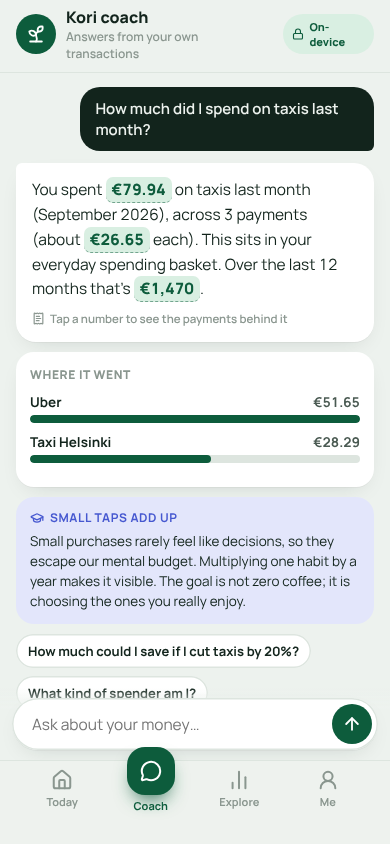 Kori coach
Answers from your own
transactions
On-
device
How much did I spend on taxis last
month?
You spent €79.94 on taxis last month
(September 2026), across 3 payments
(about €26.65 each). This sits in your
everyday spending basket. Over the last 12
months that's €1,470.
Tap a number to see the payments behind it
WHERE IT WENT
Uber €51.65
Taxi Helsinki €28.29
SMALL TAPS ADD UP
Small purchases rarely feel like decisions, so they
escape our mental budget. Multiplying one habit by a
year makes it visible. The goal is not zero coffee; it is
choosing the ones you really enjoy.
How much could I save if I cut taxis by 20%?
What kind of spender am I?
Ask about your money...
Today Coach Explore Me